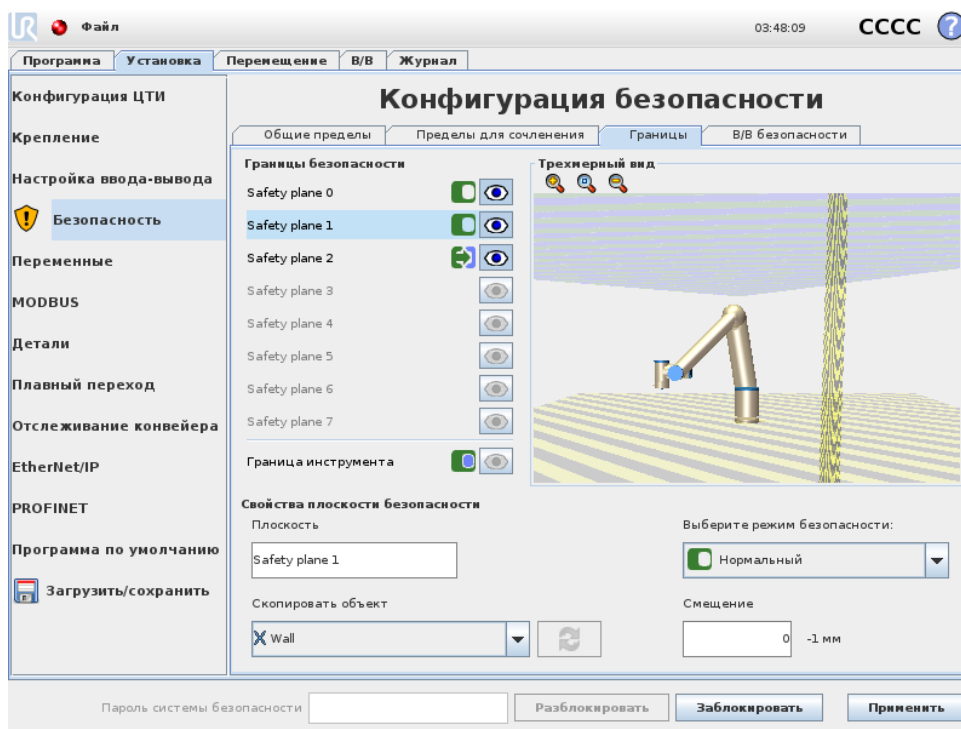 UR Файл 03:48:09 CCCC ?
Программа Установка Перемещение В/В Журнал
Конфигурация ЦТИ
Крепление
Настройка ввода-вывода
Безопасность
Переменные
MODBUS
Детали
Плавный переход
Отслеживание конвейера
EtherNet/IP
PROFINET
Программа по умолчанию
Загрузить/сохранить
Конфигурация безопасности
Общие пределы Пределы для сочленения Границы В/В безопасности
Границы безопасности
Safety plane 0
Safety plane 1
Safety plane 2
Safety plane 3
Safety plane 4
Safety plane 5
Safety plane 6
Safety plane 7
Граница инструмента
Трехмерный вид
Свойства плоскости безопасности
Плоскость
Safety plane 1
Выберите режим безопасности:
Нормальный
Скопировать объект
Wall
Смещение
0 -1 мм
Пароль системы безопасности Разблокировать Заблокировать Применить